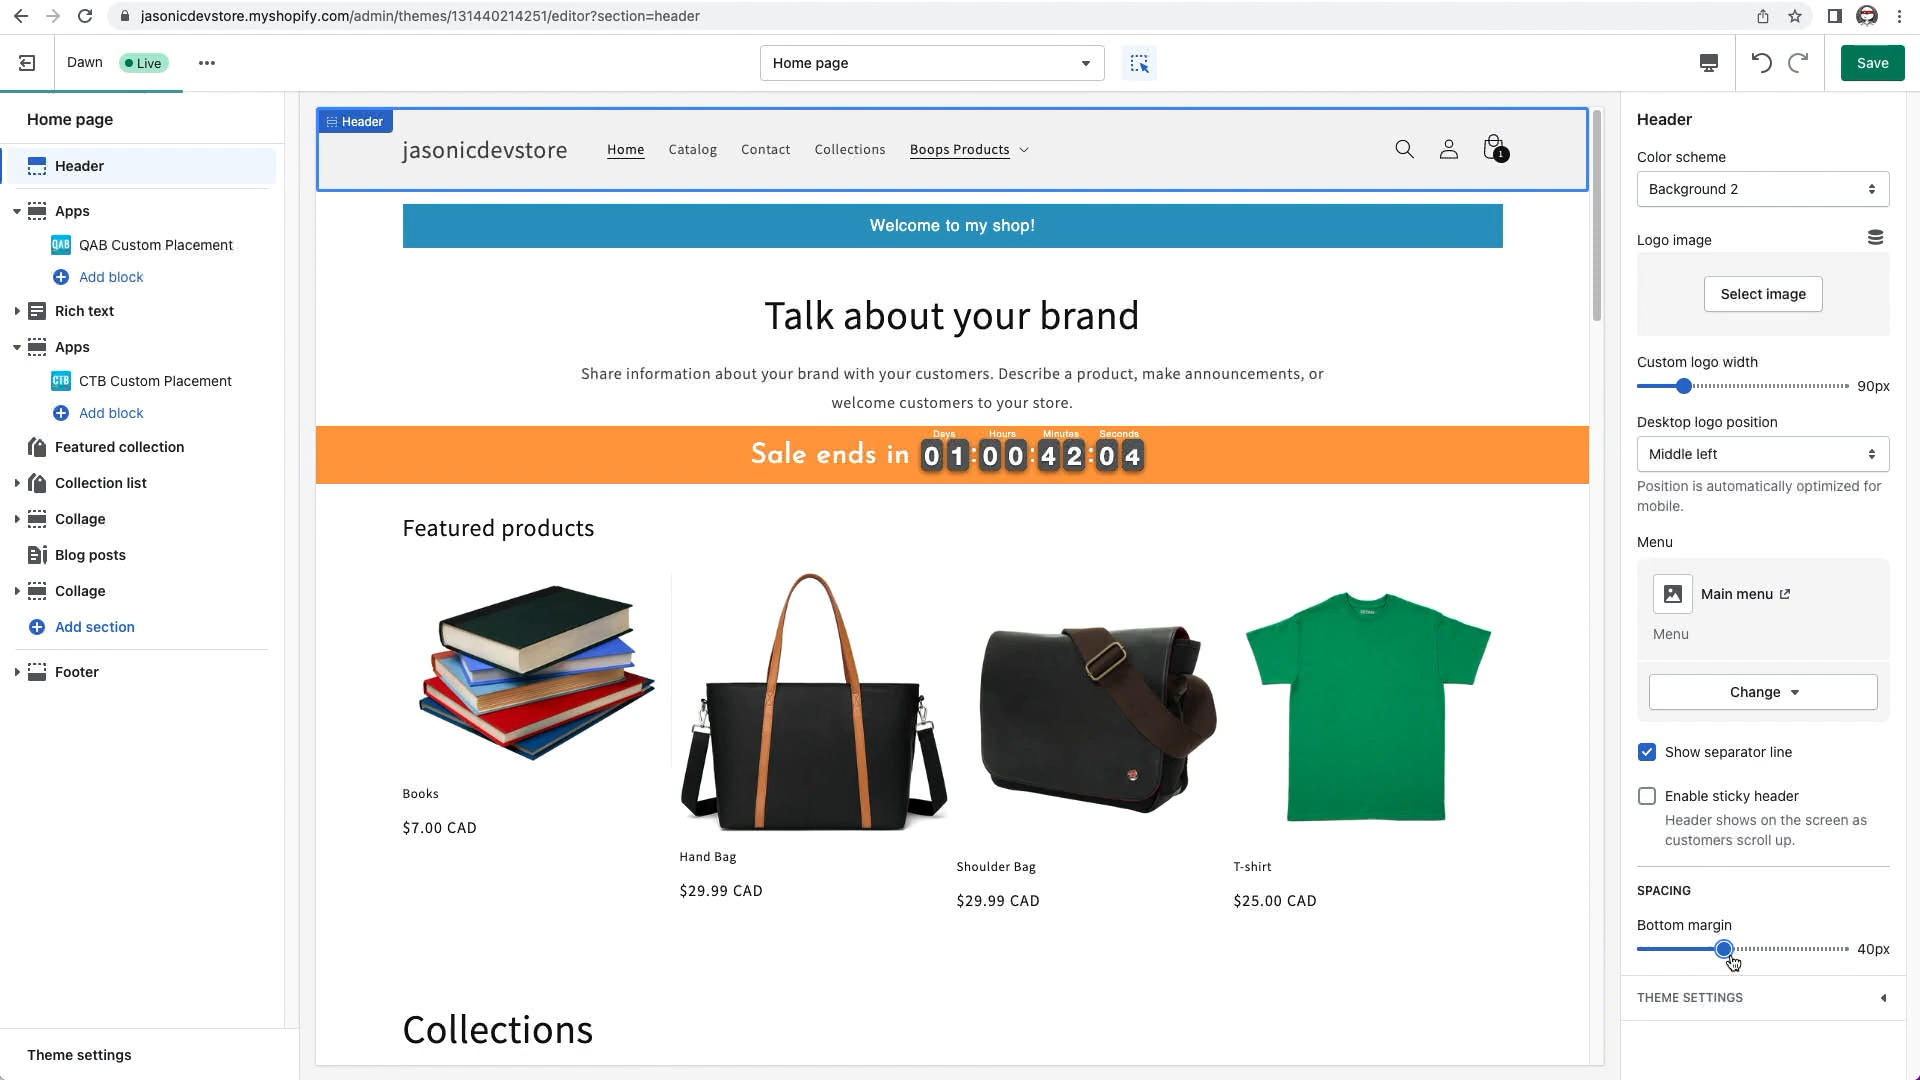 jasonicdevstore.myshopify.com/admin/themes/131440214251/editor?section=header
Dawn
Live
Home page
Save
Home page
Header
Apps
QAB
QAB Custom Placement
Add block
Rich text
Apps
CTB
CTB Custom Placement
Add block
Featured collection
Collection list
Collage
Blog posts
Collage
Add section
Footer
Theme settings
Header
jasonicdevstore
Home
Catalog
Contact
Collections
Boops Products
1
Welcome to my shop!
Talk about your brand
Share information about your brand with your customers. Describe a product, make announcements, or
welcome customers to your store.
Days Hours Minutes Seconds
Sale ends in 01:00:42:04
Featured products
Books
$7.00 CAD
Hand Bag
$29.99 CAD
Shoulder Bag
$29.99 CAD
T-shirt
$25.00 CAD
Collections
Header
Color scheme
Background 2
Logo image
Select image
Custom logo width
90px
Desktop logo position
Middle left
Position is automatically optimized for
mobile.
Menu
Main menu
Menu
Change
Show separator line
Enable sticky header
Header shows on the screen as
customers scroll up.
SPACING
Bottom margin
40px
THEME SETTINGS